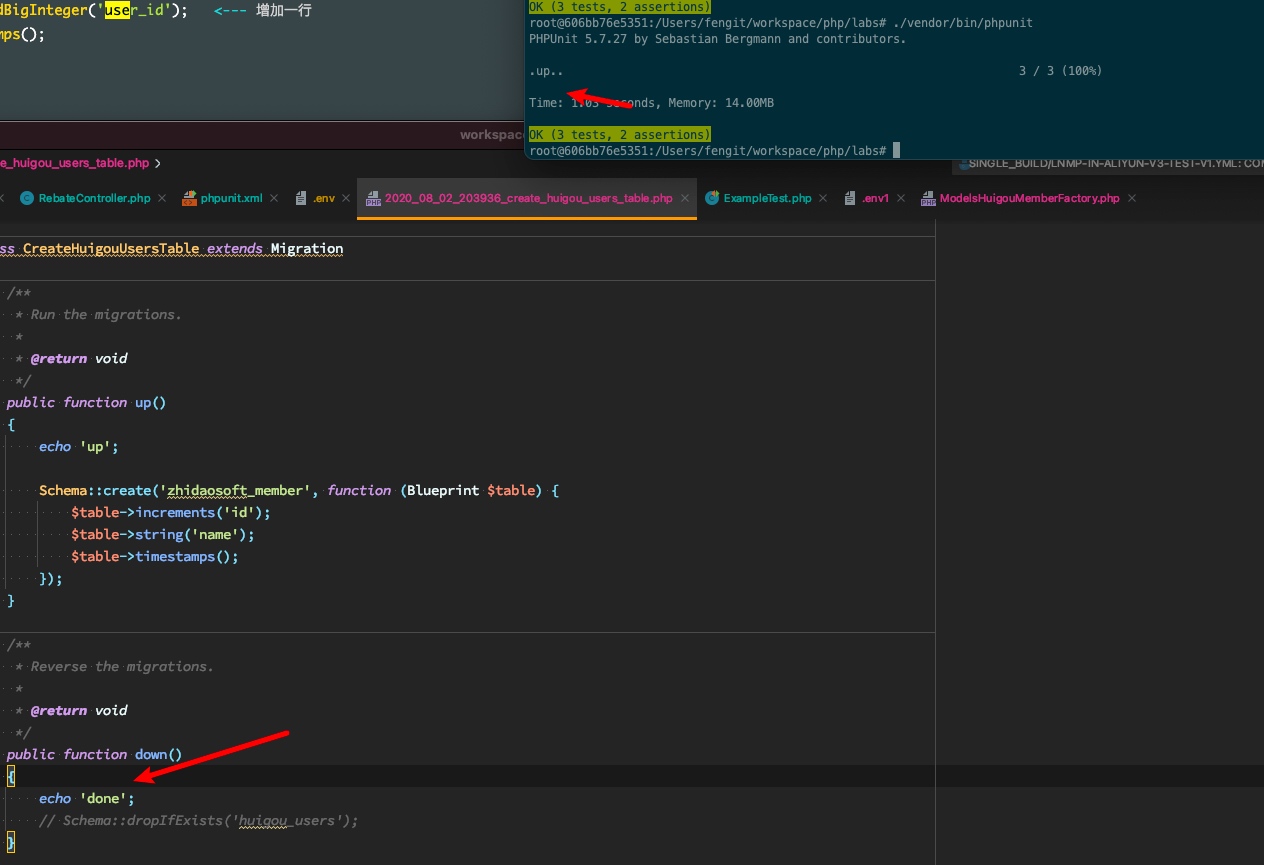 dBigInteger('user_id');   <--- 增加一行
mps();
OK (3 tests, 2 assertions)
root@606bb76e5351:/Users/fengit/workspace/php/labs# ./vendor/bin/phpunit
PHPUnit 5.7.27 by Sebastian Bergmann and contributors.
.up..                                                               3 / 3 (100%)
Time: 1.03 seconds, Memory: 14.00MB
OK (3 tests, 2 assertions)
root@606bb76e5351:/Users/fengit/workspace/php/labs#
workspac
e_huigou_users_table.php >
SINGLE_BUILD/LNMP-IN-ALIYUN-V3-TEST-V1.YML: CO
RebateController.php × phpunit.xml × .env × 2020_08_02_203936_create_huigou_users_table.php × ExampleTest.php × .env1 × ModelsHuigouMemberFactory.php ×
ss CreateHuigouUsersTable extends Migration
/**
 * Run the migrations.
 *
 * @return void
 */
public function up()
{
    echo 'up';
    Schema::create('zhidaosoft_member', function (Blueprint $table) {
        $table->increments('id');
        $table->string('name');
        $table->timestamps();
    });
}
/**
 * Reverse the migrations.
 *
 * @return void
 */
public function down()
{
    echo 'done';
    // Schema::dropIfExists('huigou_users');
}